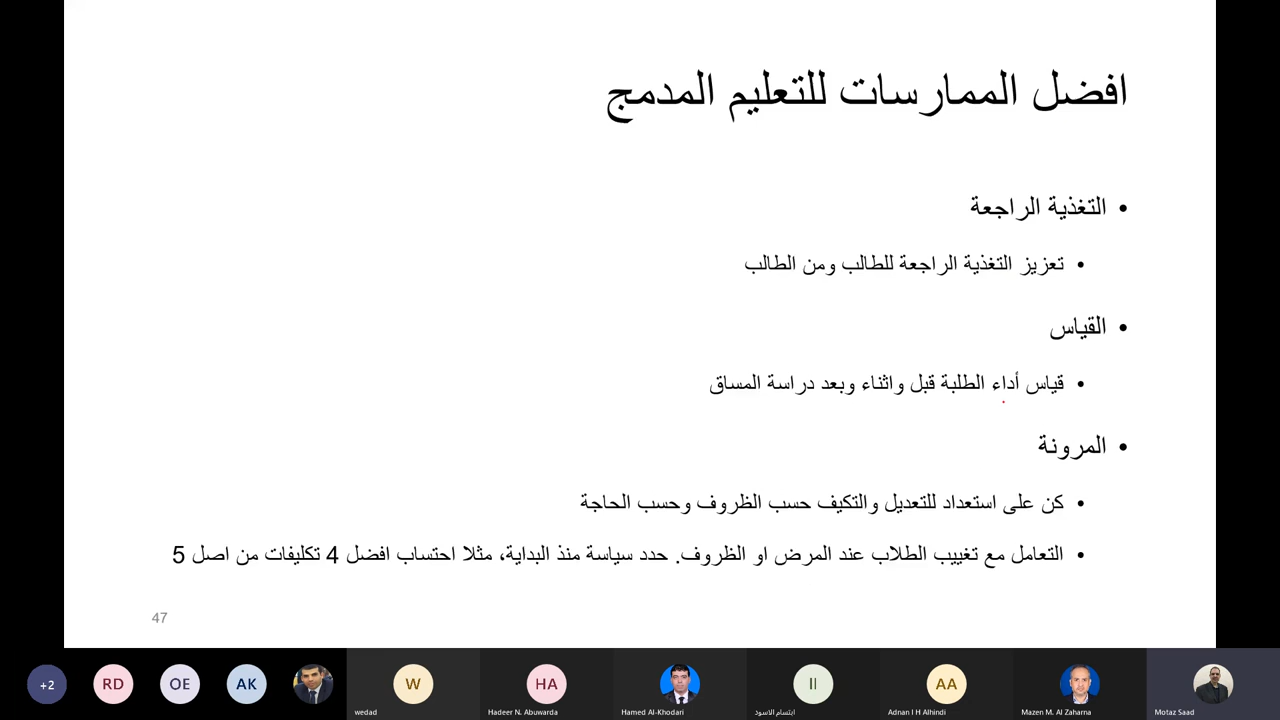 افضل الممارسات للتعليم المدمج
• التغذية الراجعة
• تعزيز التغذية الراجعة للطالب ومن الطالب
• القياس
• قياس أداء الطلبة قبل واثناء وبعد دراسة المساق
• المرونة
• كن على استعداد للتعديل والتكيف حسب الظروف وحسب الحاجة
• التعامل مع تغييب الطلاب عند المرض او الظروف. حدد سياسة منذ البداية، مثلا احتساب افضل 4 تكليفات من اصل 5
47
+2 RD OE AK W HA II AA
wedad Hadeer N. Abuwarda Hamed Al-Khodari ابتسام الاسود Adnan I H Alhindi Mazen M. Al Zaharna Motaz Saad